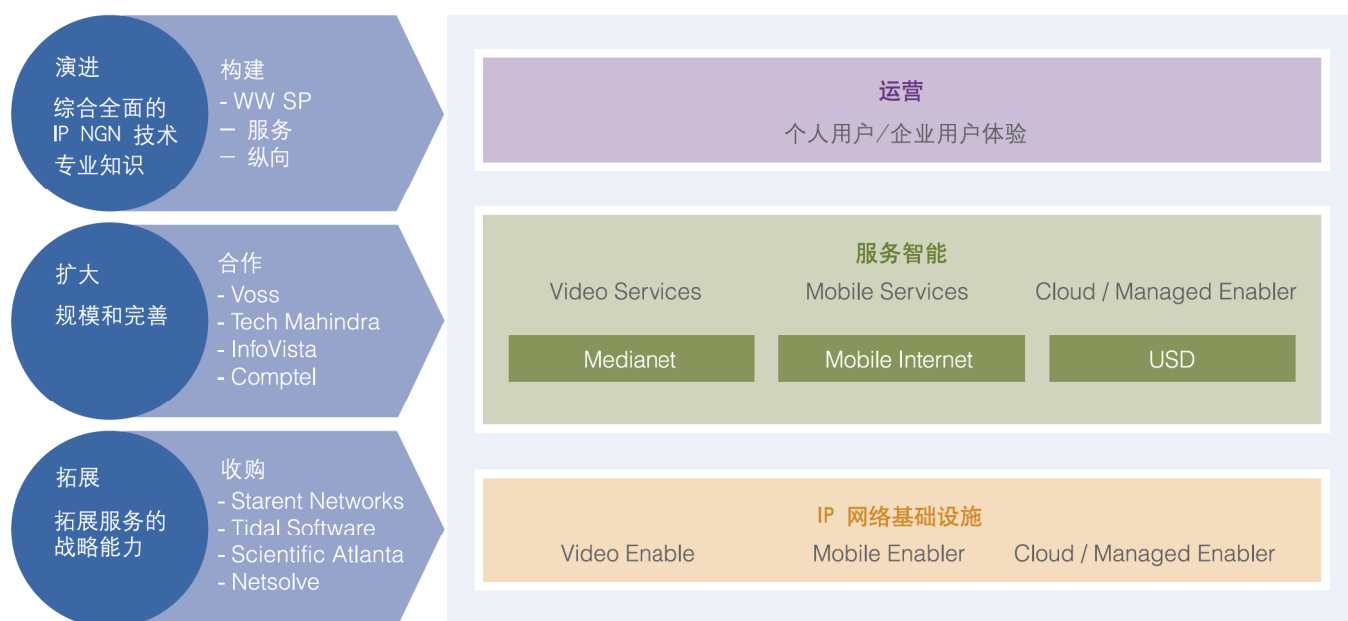 演进
综合全面的
IP NGN 技术
专业知识
构建
- WW SP
- 服务
- 纵向
扩大
规模和完善
合作
- Voss
- Tech Mahindra
- InfoVista
- Comptel
拓展
拓展服务的
战略能力
收购
- Starent Networks
- Tidal Software
- Scientific Atlanta
- Netsolve
运营
个人用户/企业用户体验
服务智能
Video Services Mobile Services Cloud / Managed Enabler
Medianet Mobile Internet USD
IP 网络基础设施
Video Enable Mobile Enabler Cloud / Managed Enabler